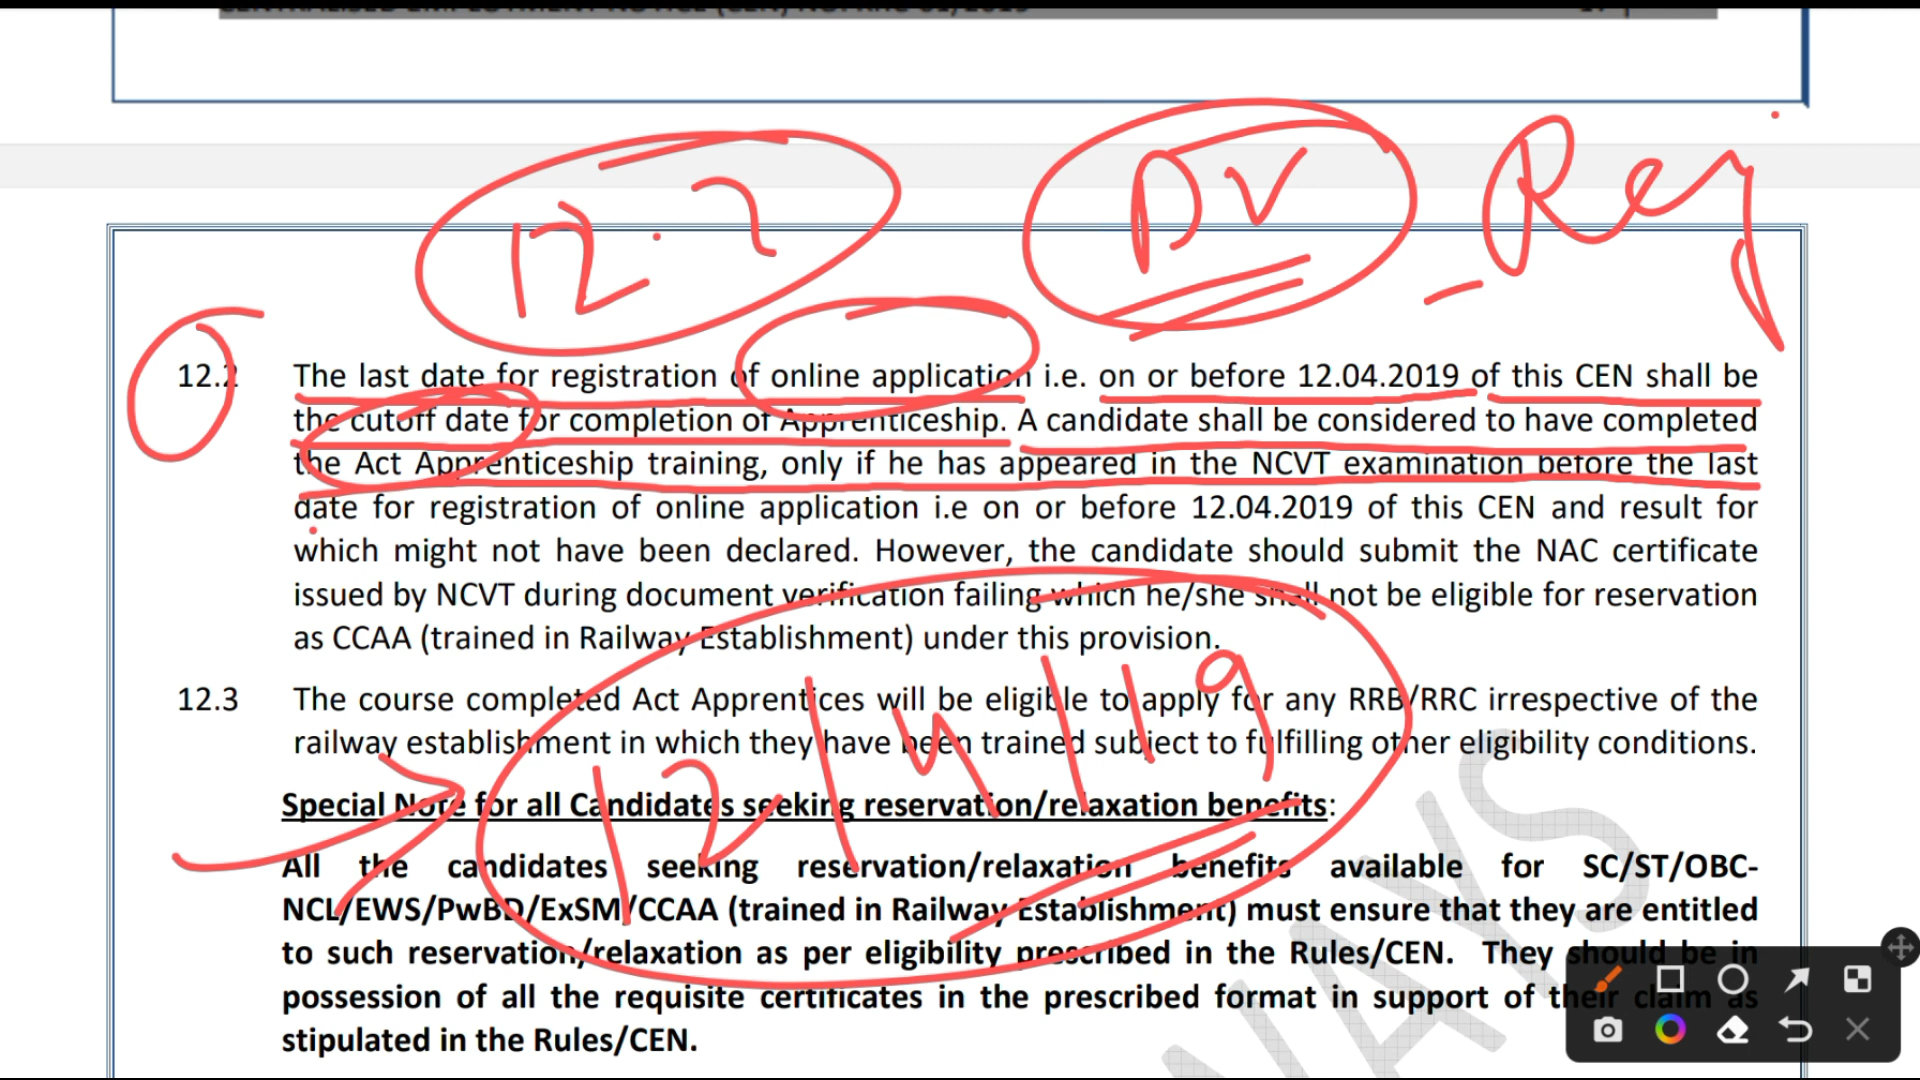 CENTRALISED EMPLOYMENT NOTICE (CEN) NO. RRC-01/2019
12.2
DV
Rej
12.2 The last date for registration of online application i.e. on or before 12.04.2019 of this CEN shall be
the cutoff date for completion of Apprenticeship. A candidate shall be considered to have completed
the Act Apprenticeship training, only if he has appeared in the NCVT examination before the last
date for registration of online application i.e on or before 12.04.2019 of this CEN and result for
which might not have been declared. However, the candidate should submit the NAC certificate
issued by NCVT during document verification failing which he/she shall not be eligible for reservation
as CCAA (trained in Railway Establishment) under this provision.
12.3 The course completed Act Apprentices will be eligible to apply for any RRB/RRC irrespective of the
railway establishment in which they have been trained subject to fulfilling other eligibility conditions.
12/4/19
Special Note for all Candidates seeking reservation/relaxation benefits:
All the candidates seeking reservation/relaxation benefits available for SC/ST/OBC-
NCL/EWS/PwBD/ExSM/CCAA (trained in Railway Establishment) must ensure that they are entitled
to such reservation/relaxation as per eligibility prescribed in the Rules/CEN. They should be in
possession of all the requisite certificates in the prescribed format in support of their claim as
stipulated in the Rules/CEN.
WAYS